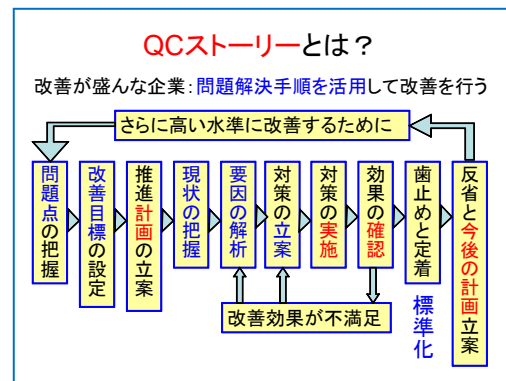 QCストーリーとは？
改善が盛んな企業：問題解決手順を活用して改善を行う
さらに高い水準に改善するために
問題点の把握
改善目標の設定
推進計画の立案
現状の把握
要因の解析
対策の立案
対策の実施
効果の確認
歯止めと定着
反省と今後の計画立案
改善効果が不満足
標準化